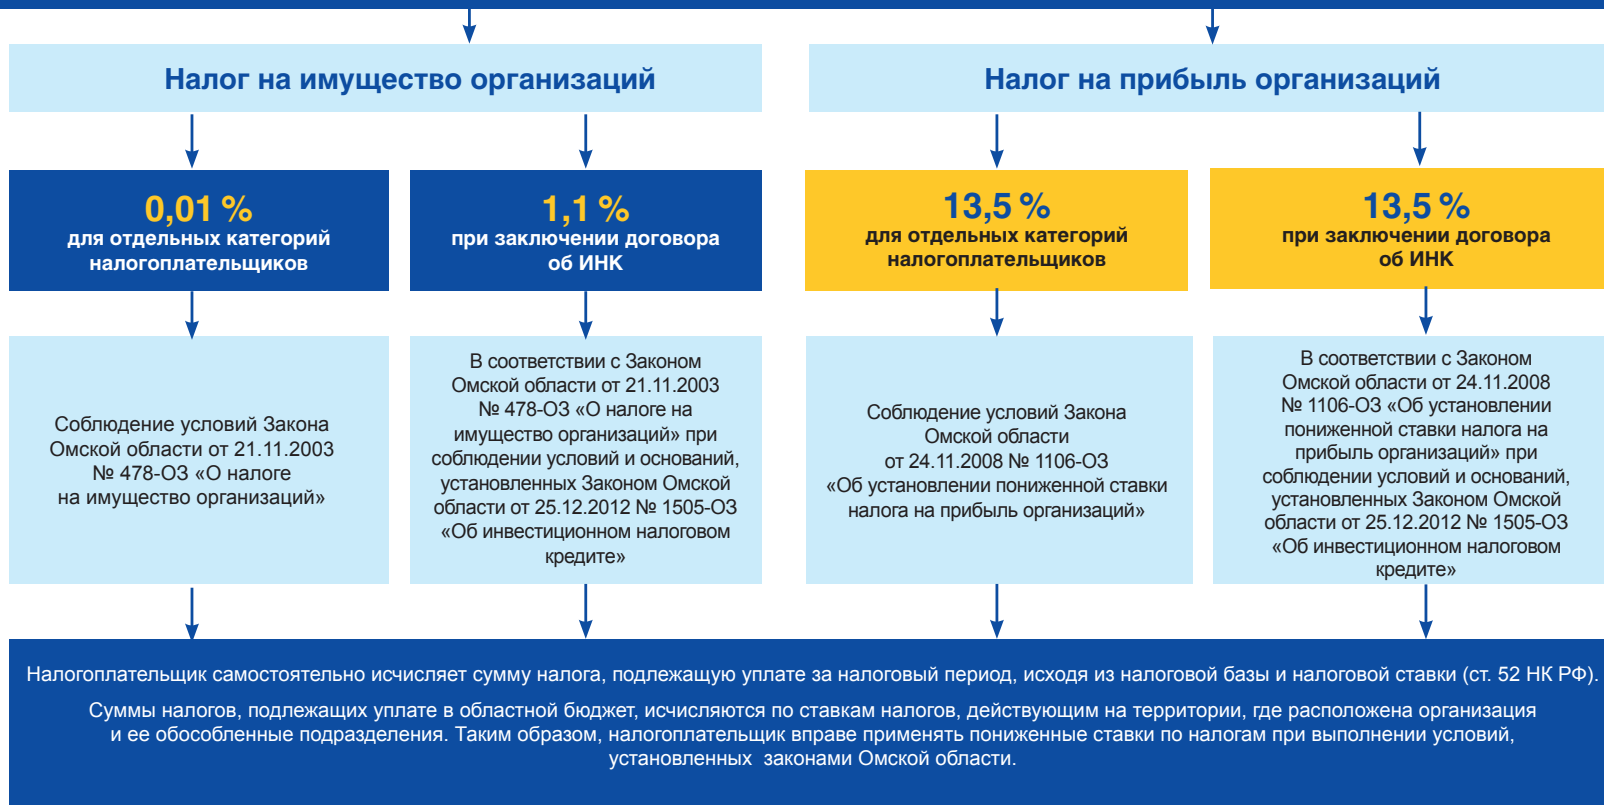 Налог на имущество организаций
Налог на прибыль организаций
0,01 %
для отдельных категорий
налогоплательщиков
1,1 %
при заключении договора
об ИНК
13,5 %
для отдельных категорий
налогоплательщиков
13,5 %
при заключении договора
об ИНК
Соблюдение условий Закона
Омской области от 21.11.2003
№ 478-ОЗ «О налоге
на имущество организаций»
В соответствии с Законом
Омской области от 21.11.2003
№ 478-ОЗ «О налоге на
имущество организаций» при
соблюдении условий и оснований,
установленных Законом Омской
области от 25.12.2012 № 1505-ОЗ
«Об инвестиционном налоговом
кредите»
Соблюдение условий Закона
Омской области
от 24.11.2008 № 1106-ОЗ
«Об установлении пониженной ставки
налога на прибыль организаций»
В соответствии с Законом
Омской области от 24.11.2008
№ 1106-ОЗ «Об установлении
пониженной ставки налога на
прибыль организаций» при
соблюдении условий и оснований,
установленных Законом Омской
области от 25.12.2012 № 1505-ОЗ
«Об инвестиционном налоговом
кредите»
Налогоплательщик самостоятельно исчисляет сумму налога, подлежащую уплате за налоговый период, исходя из налоговой базы и налоговой ставки (ст. 52 НК РФ).
Суммы налогов, подлежащих уплате в областной бюджет, исчисляются по ставкам налогов, действующим на территории, где расположена организация
и ее обособленные подразделения. Таким образом, налогоплательщик вправе применять пониженные ставки по налогам при выполнении условий,
установленных законами Омской области.